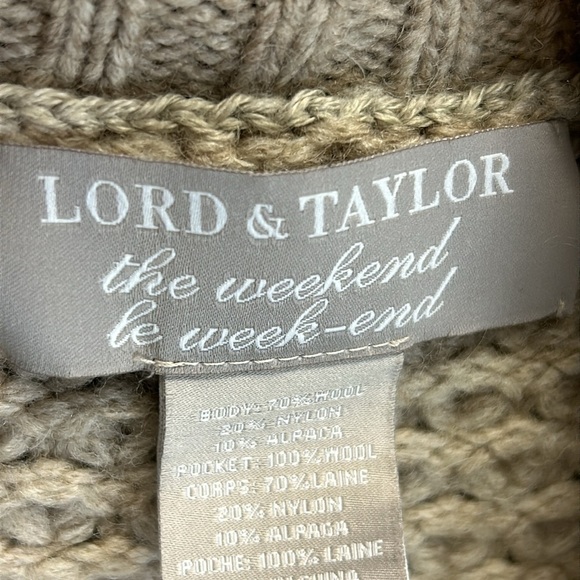 LORD & TAYLOR
the weekend
le week-end
BODY: 70% WOOL
20% NYLON
10% ALPACA
POCKET: 100% WOOL
CORPS: 70% LAINE
20% NYLON
10% ALPAGA
POCHE: 100% LAINE